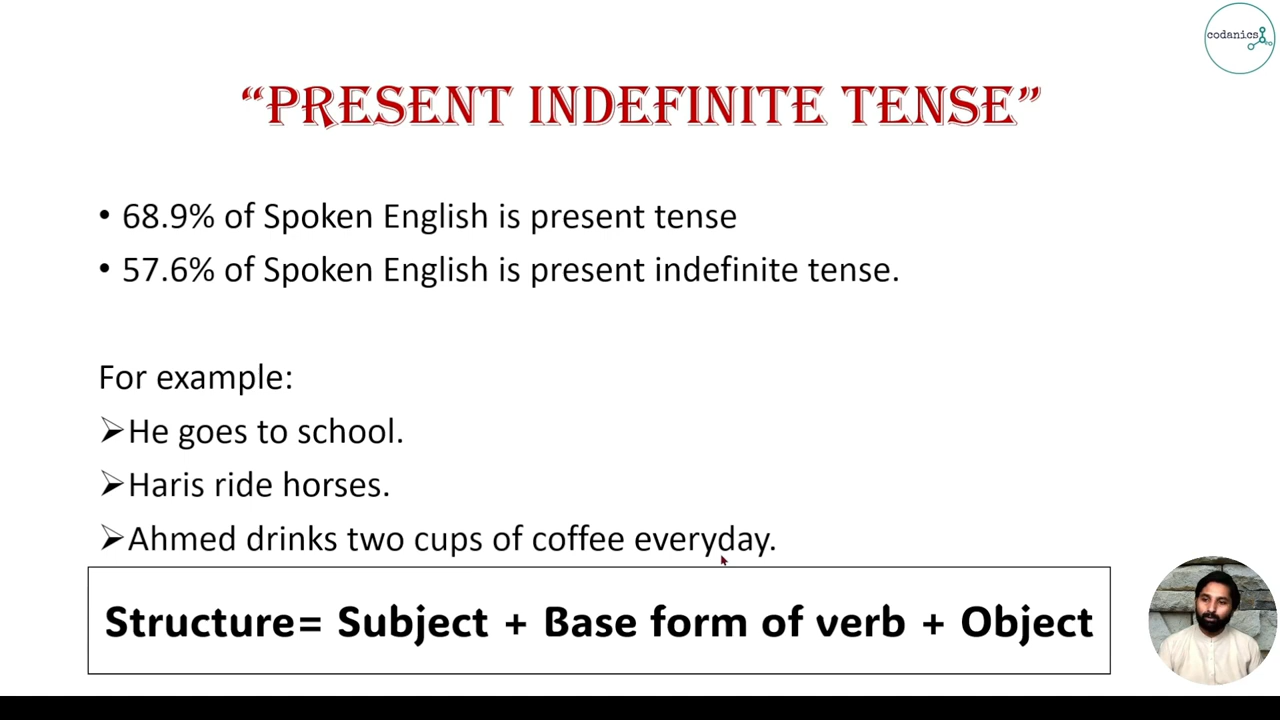 codanics
“PRESENT INDEFINITE TENSE”
• 68.9% of Spoken English is present tense
• 57.6% of Spoken English is present indefinite tense.
For example:
➢He goes to school.
➢Haris ride horses.
➢Ahmed drinks two cups of coffee everyday.
Structure= Subject + Base form of verb + Object